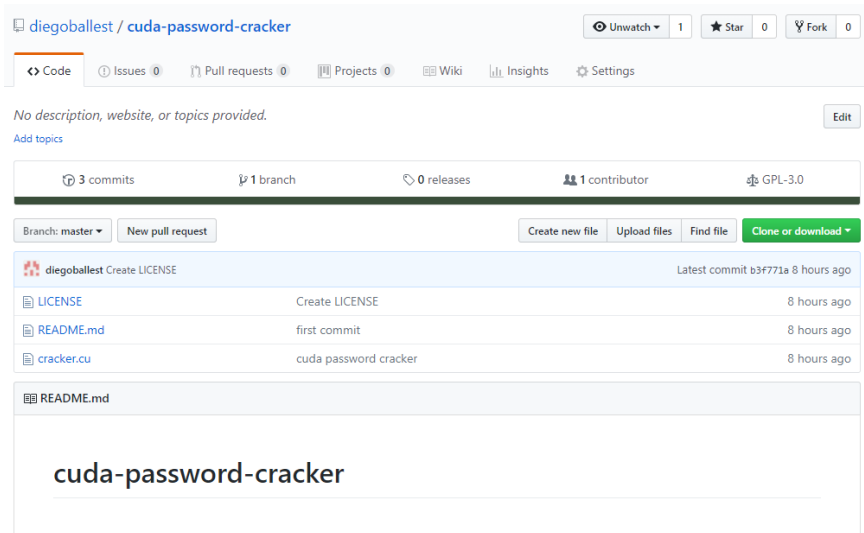 diegoballest / cuda-password-cracker Unwatch 1 Star 0 Fork 0
<> Code Issues 0 Pull requests 0 Projects 0 Wiki Insights Settings
No description, website, or topics provided. Edit
Add topics
3 commits 1 branch 0 releases 1 contributor GPL-3.0
Branch: master New pull request Create new file Upload files Find file Clone or download
diegoballest Create LICENSE Latest commit b3f771a 8 hours ago
LICENSE Create LICENSE 8 hours ago
README.md first commit 8 hours ago
cracker.cu cuda password cracker 8 hours ago
README.md
cuda-password-cracker